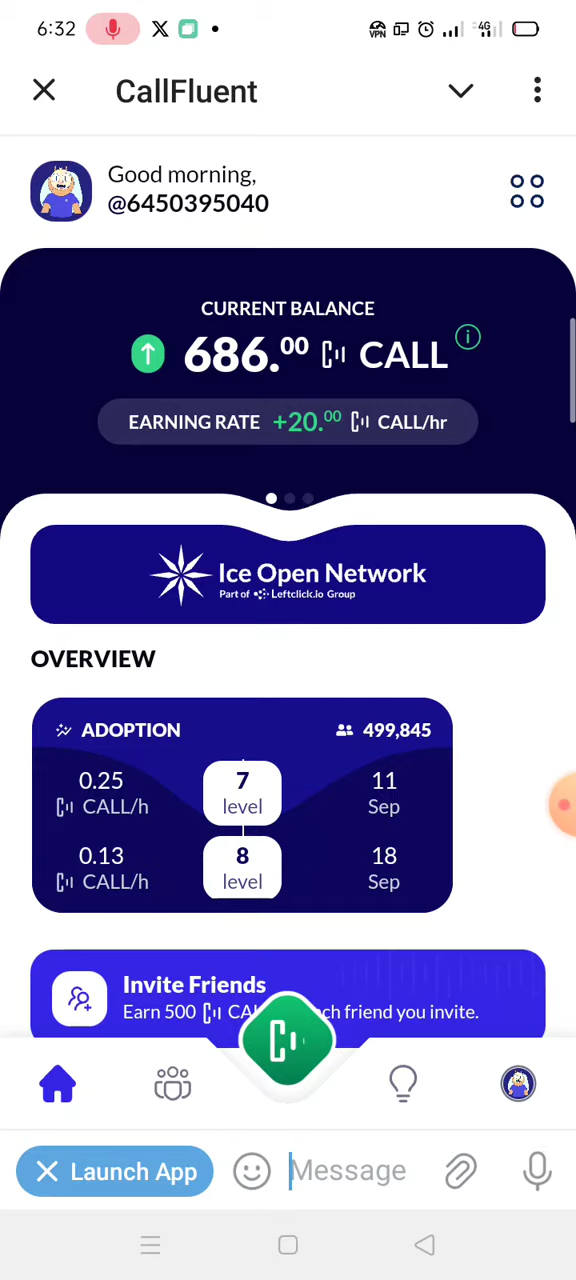 6:32
VPN
4G
CallFluent
Good morning,
@6450395040
CURRENT BALANCE
686.00 CALL
EARNING RATE +20.00 CALL/hr
Ice Open Network
Part of Leftclick.io Group
OVERVIEW
ADOPTION 499,845
0.25 7 11
CALL/h level Sep
0.13 8 18
CALL/h level Sep
Invite Friends
Earn 500 friend you invite.
Launch App Message